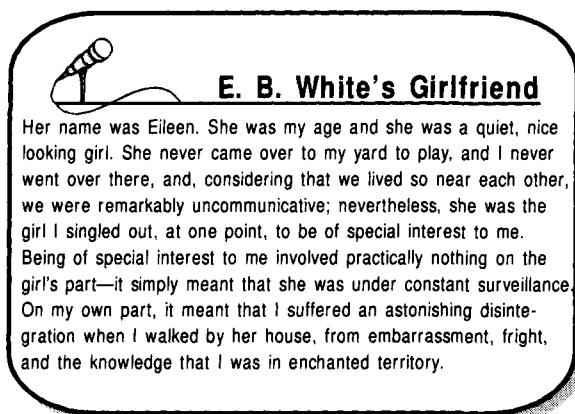 E. B. White's Girlfriend
Her name was Eileen. She was my age and she was a quiet, nice
looking girl. She never came over to my yard to play, and I never
went over there, and, considering that we lived so near each other,
we were remarkably uncommunicative; nevertheless, she was the
girl I singled out, at one point, to be of special interest to me.
Being of special interest to me involved practically nothing on the
girl's part—it simply meant that she was under constant surveillance.
On my own part, it meant that I suffered an astonishing disinte-
gration when I walked by her house, from embarrassment, fright,
and the knowledge that I was in enchanted territory.